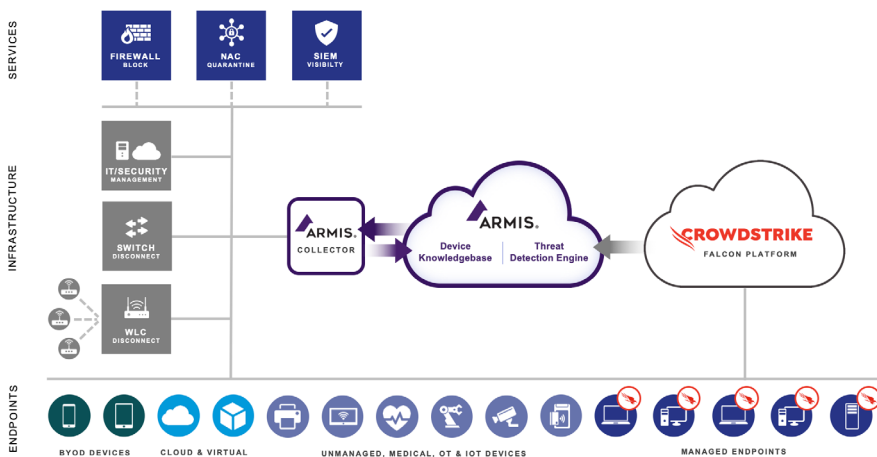 SERVICES
FIREWALL
BLOCK
NAC
QUARANTINE
SIEM
VISIBILTY
INFRASTRUCTURE
IT/SECURITY
MANAGEMENT
SWITCH
DISCONNECT
WLC
DISCONNECT
ARMIS.
COLLECTOR
ARMIS.
Device
Knowledgebase
Threat
Detection Engine
CROWDSTRIKE
FALCON PLATFORM
ENDPOINTS
BYOD DEVICES
CLOUD & VIRTUAL
UNMANAGED, MEDICAL, OT & IOT DEVICES
MANAGED ENDPOINTS